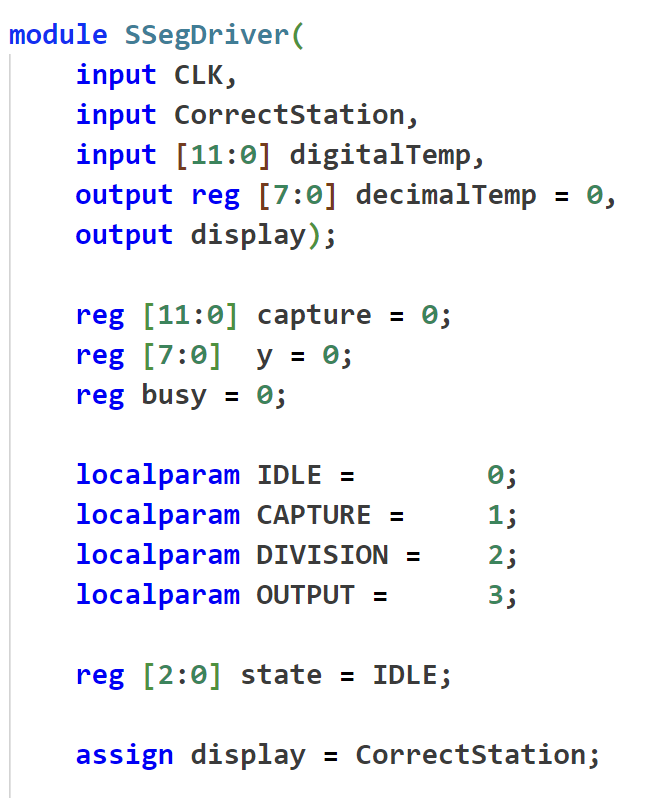 module SSegDriver(
    input CLK,
    input CorrectStation,
    input [11:0] digitalTemp,
    output reg [7:0] decimalTemp = 0,
    output display);
    reg [11:0] capture = 0;
    reg [7:0]  y = 0;
    reg busy = 0;
    localparam IDLE =        0;
    localparam CAPTURE =     1;
    localparam DIVISION =    2;
    localparam OUTPUT =      3;
    reg [2:0] state = IDLE;
    assign display = CorrectStation;